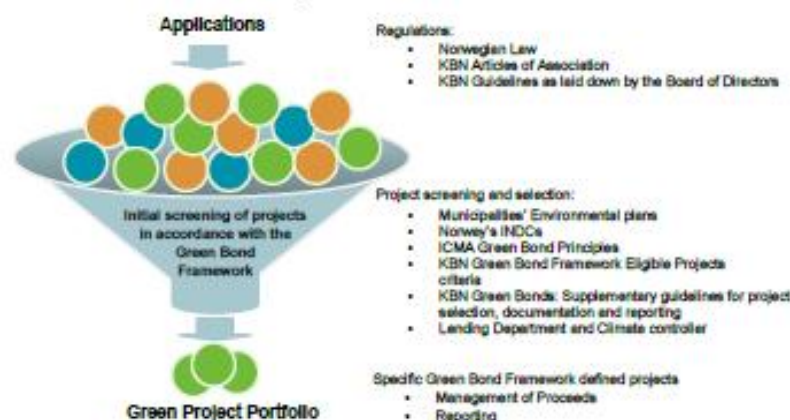 Applications
Initial screening of projects
in accordance with the
Green Bond
Framework
Green Project Portfolio
Regulations:
• Norwegian Law
• KBN Articles of Association
• KBN Guidelines as laid down by the Board of Directors
Project screening and selection:
• Municipalities' Environmental plans
• Norway's INDCs
• ICMA Green Bond Principles
• KBN Green Bond Framework Eligible Projects
criteria
• KBN Green Bonds: Supplementary guidelines for project
selection, documentation and reporting
• Lending Department and Climate controller
Specific Green Bond Framework defined projects
• Management of Proceeds
• Reporting